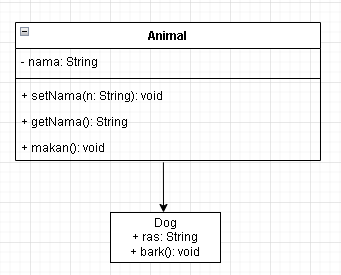 Animal
- nama: String
+ setNama(n: String): void
+ getNama(): String
+ makan(): void
Dog
+ ras: String
+ bark(): void